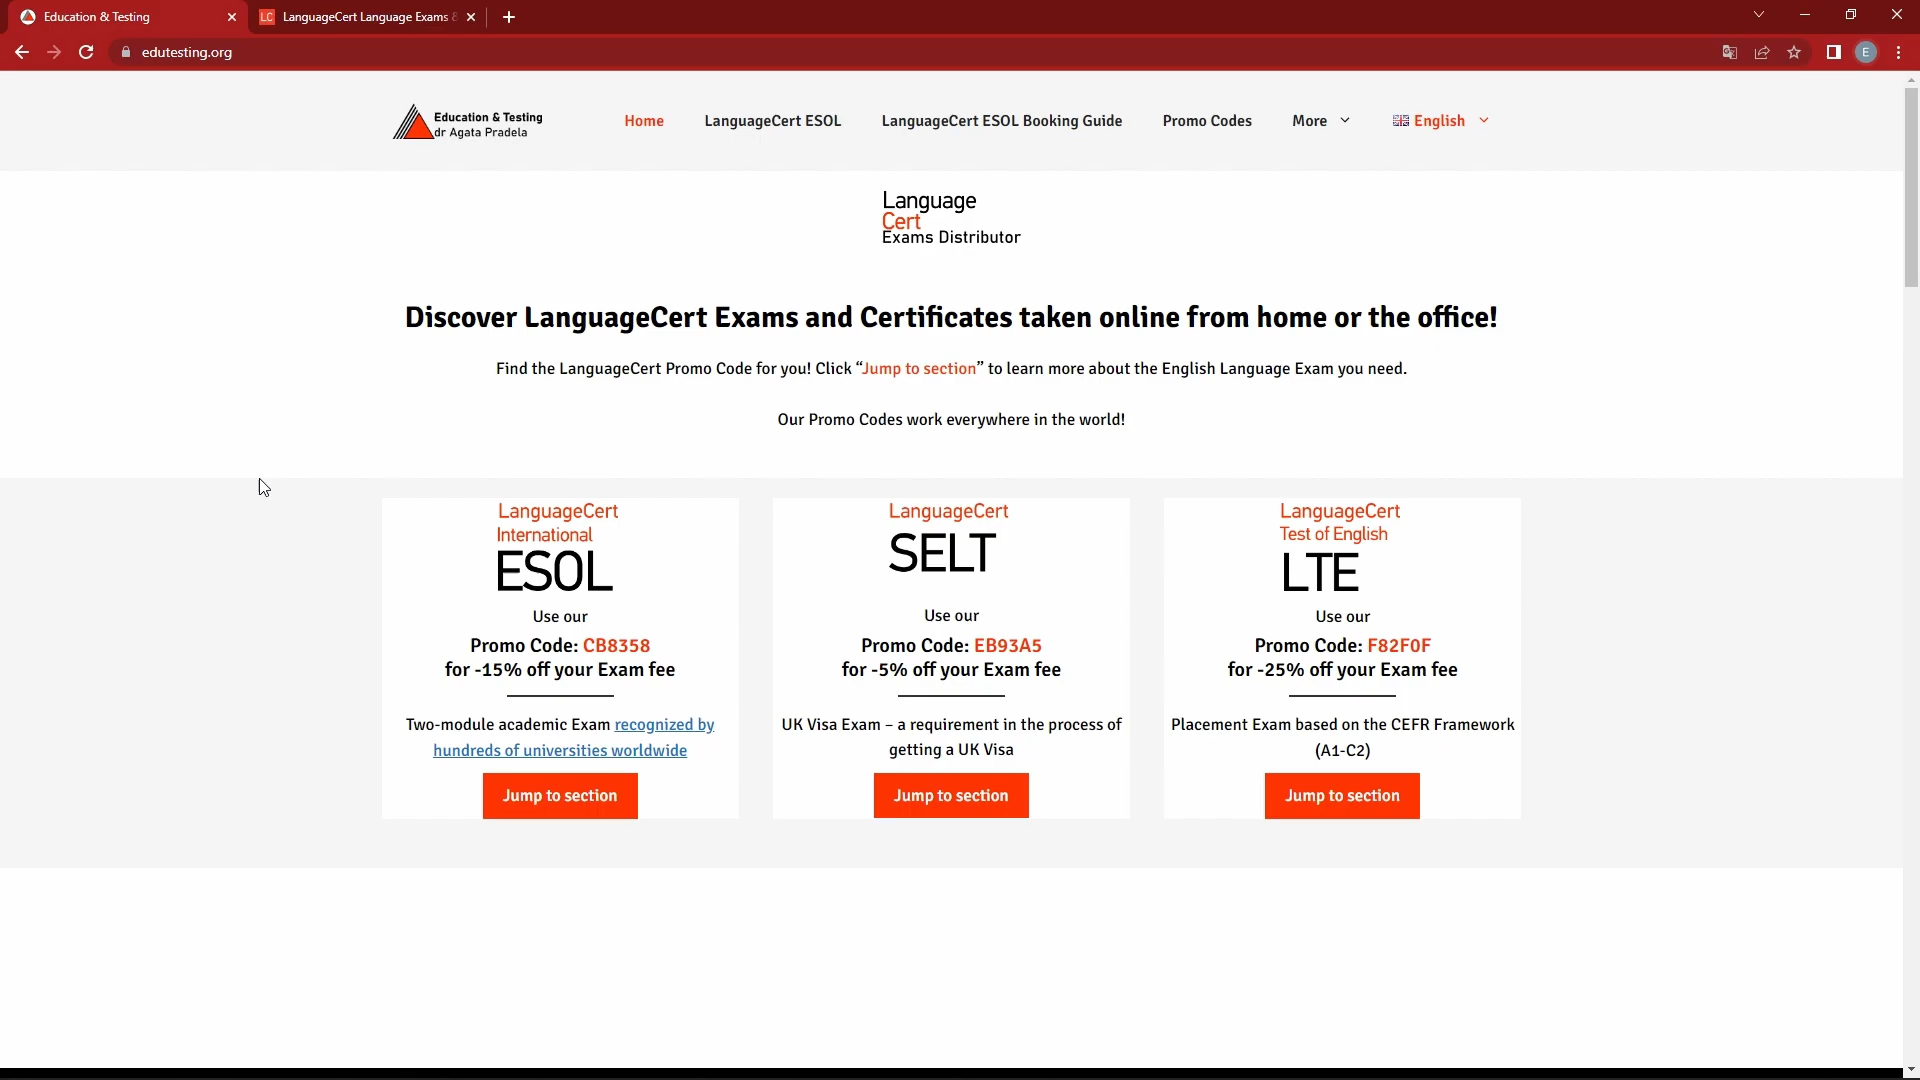 Education & Testing
LC LanguageCert Language Exams &
edutesting.org
E
Education & Testing
dr Agata Pradela
Home
LanguageCert ESOL
LanguageCert ESOL Booking Guide
Promo Codes
More
English
Language
Cert
Exams Distributor
Discover LanguageCert Exams and Certificates taken online from home or the office!
Find the LanguageCert Promo Code for you! Click “Jump to section” to learn more about the English Language Exam you need.
Our Promo Codes work everywhere in the world!
LanguageCert
International
ESOL
Use our
Promo Code: CB8358
for -15% off your Exam fee
Two-module academic Exam recognized by
hundreds of universities worldwide
Jump to section
LanguageCert
SELT
Use our
Promo Code: EB93A5
for -5% off your Exam fee
UK Visa Exam – a requirement in the process of
getting a UK Visa
Jump to section
LanguageCert
Test of English
LTE
Use our
Promo Code: F82F0F
for -25% off your Exam fee
Placement Exam based on the CEFR Framework
(A1-C2)
Jump to section